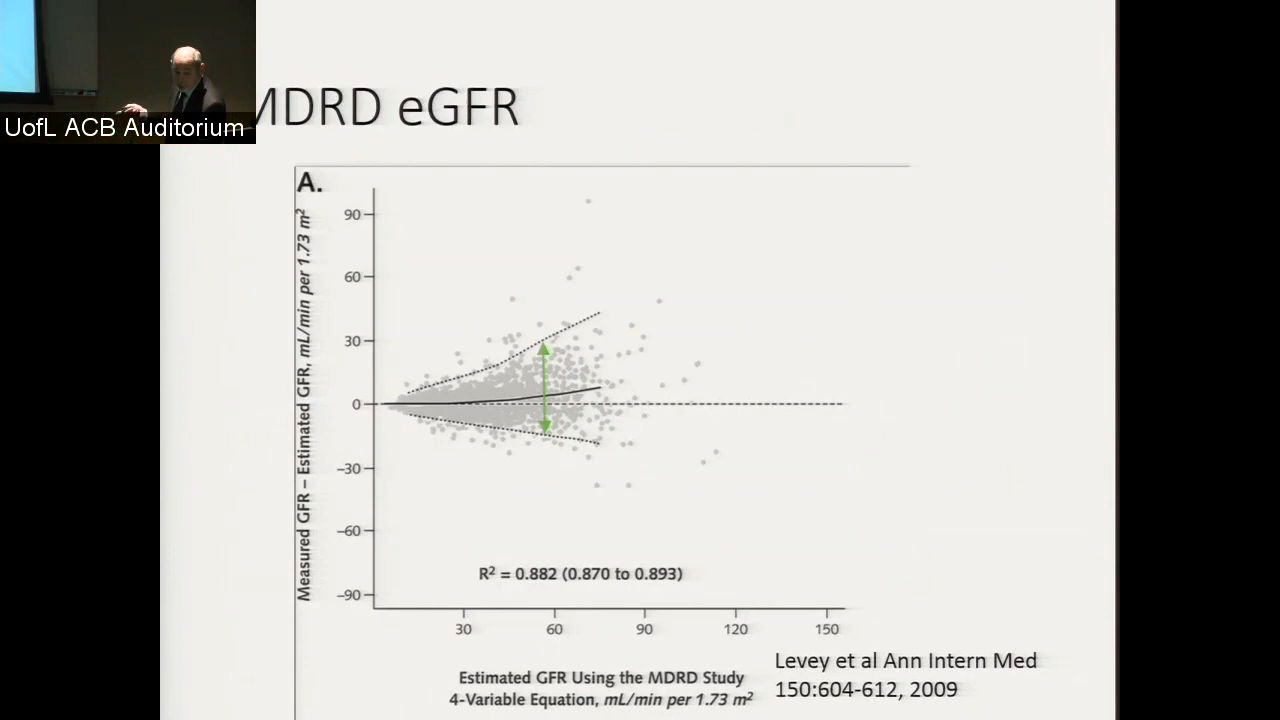 UofL ACB Auditorium
MDRD eGFR
A.
Measured GFR – Estimated GFR, mL/min per 1.73 m²
90
60
30
0
–30
–60
–90
R² = 0.882 (0.870 to 0.893)
30
60
90
120
150
Estimated GFR Using the MDRD Study
4-Variable Equation, mL/min per 1.73 m²
Levey et al Ann Intern Med
150:604-612, 2009